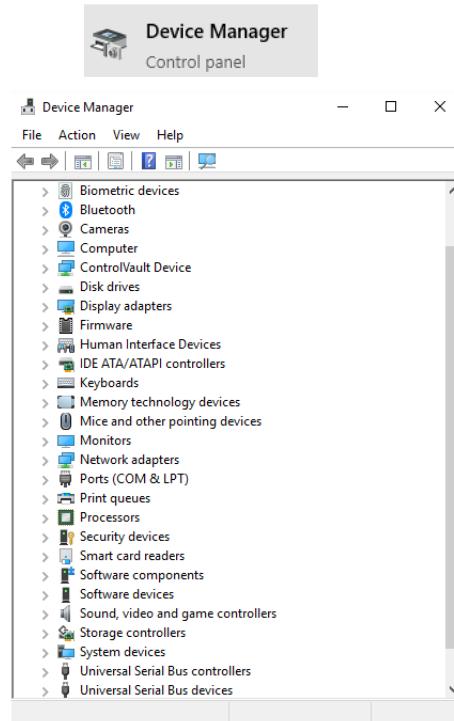 Device Manager
Control panel
Device Manager
File Action View Help
Biometric devices
Bluetooth
Cameras
Computer
ControlVault Device
Disk drives
Display adapters
Firmware
Human Interface Devices
IDE ATA/ATAPI controllers
Keyboards
Memory technology devices
Mice and other pointing devices
Monitors
Network adapters
Ports (COM & LPT)
Print queues
Processors
Security devices
Smart card readers
Software components
Software devices
Sound, video and game controllers
Storage controllers
System devices
Universal Serial Bus controllers
Universal Serial Bus devices